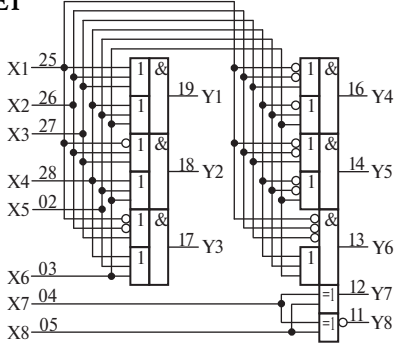 ET
X1 25
X2 26
X3 27
X4 28
X5 02
X6 03
X7 04
X8 05
1 & 19 Y1
1
1 & 18 Y2
1
1 & 17 Y3
1
1 & 16 Y4
1
1 & 14 Y5
1
& 13 Y6
1
=1 12 Y7
=1 11 Y8